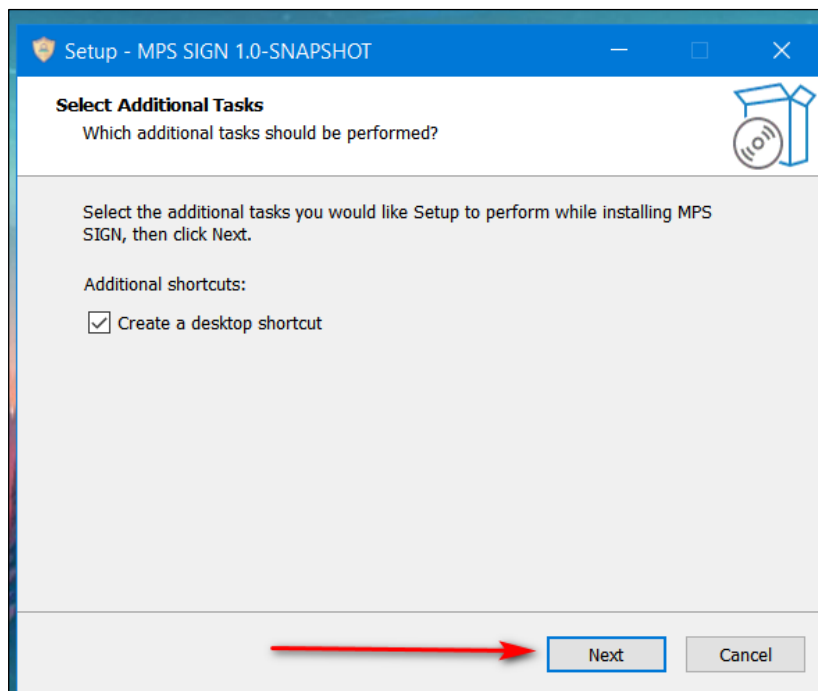 Setup - MPS SIGN 1.0-SNAPSHOT
Select Additional Tasks
Which additional tasks should be performed?
Select the additional tasks you would like Setup to perform while installing MPS
SIGN, then click Next.
Additional shortcuts:
Create a desktop shortcut
Next
Cancel